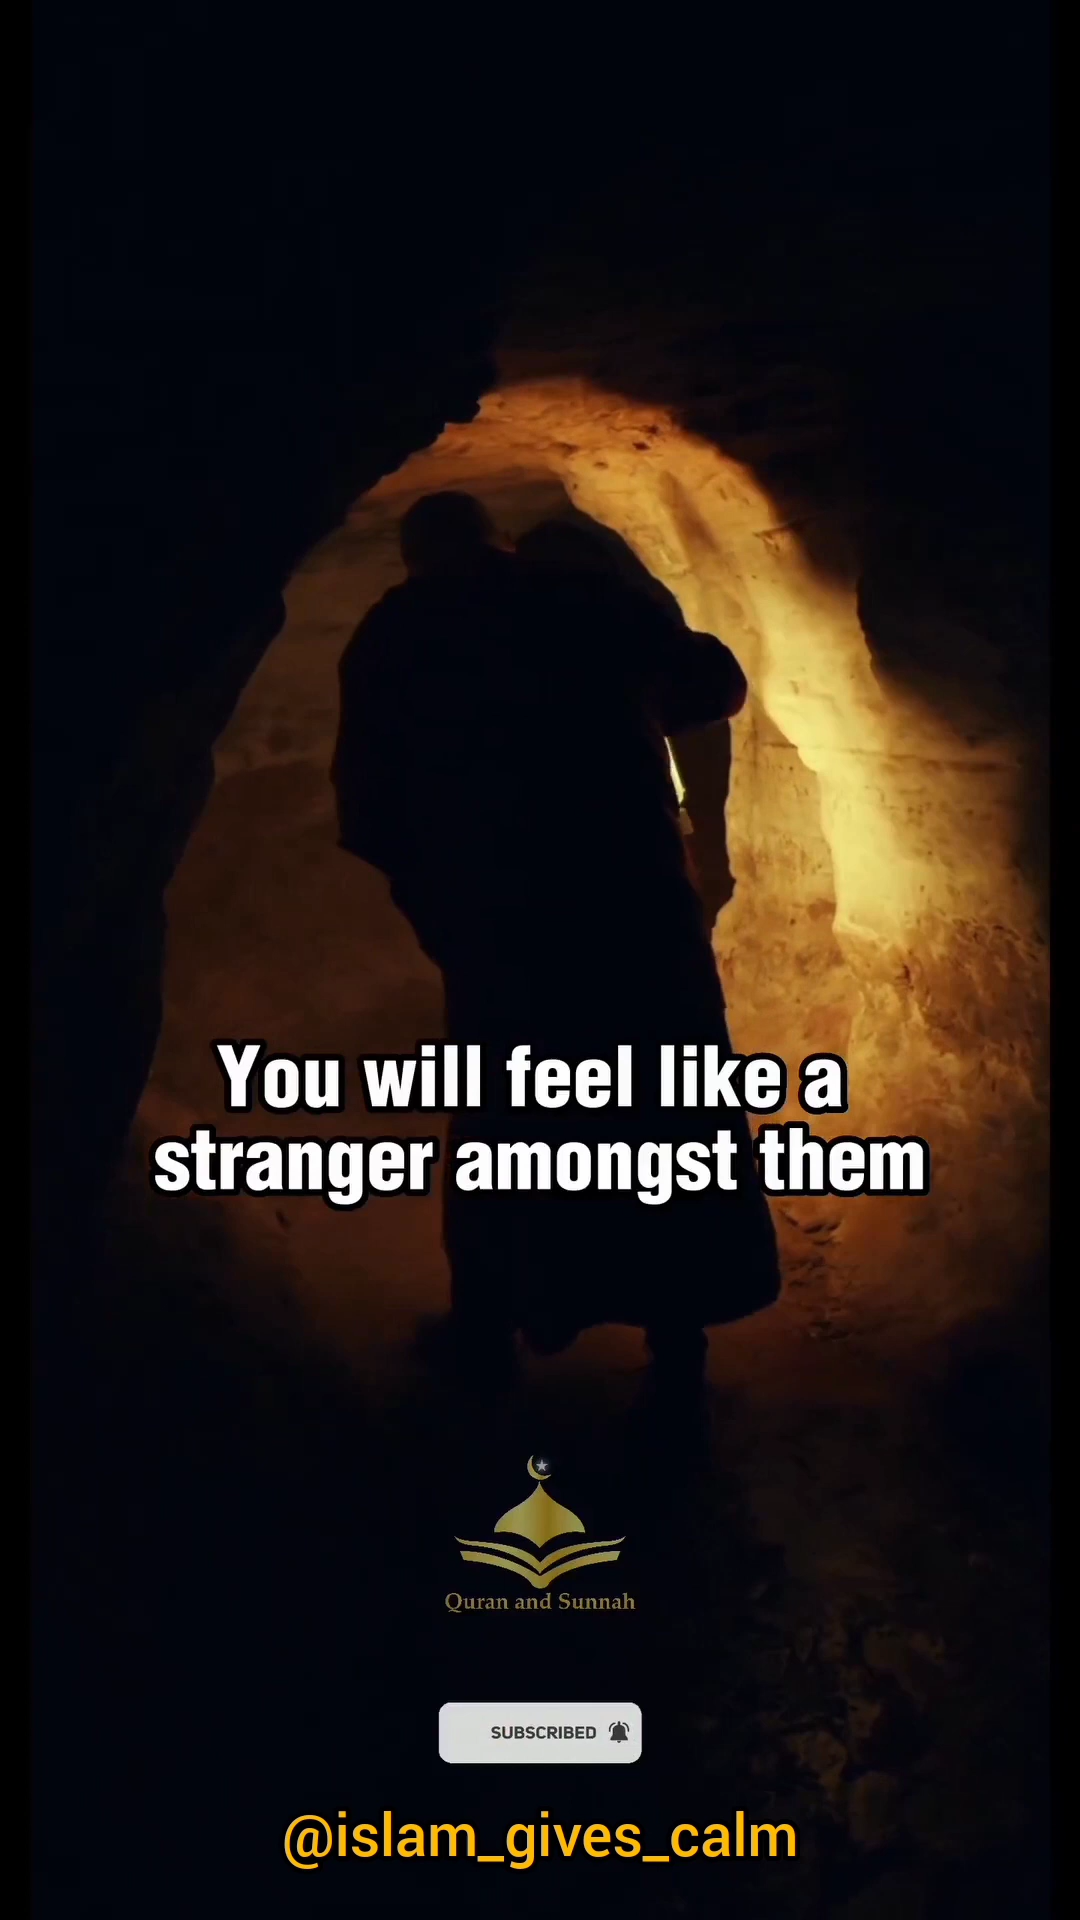 You will feel like a
stranger amongst them
Quran and Sunnah
SUBSCRIBED
@islam_gives_calm